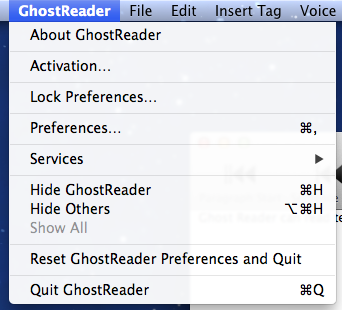 GhostReader File Edit Insert Tag Voice
About GhostReader
Activation...
Lock Preferences...
Preferences... ⌘,
Services ▶
Hide GhostReader ⌘H
Hide Others ⌥⌘H
Show All
Reset GhostReader Preferences and Quit
Quit GhostReader ⌘Q